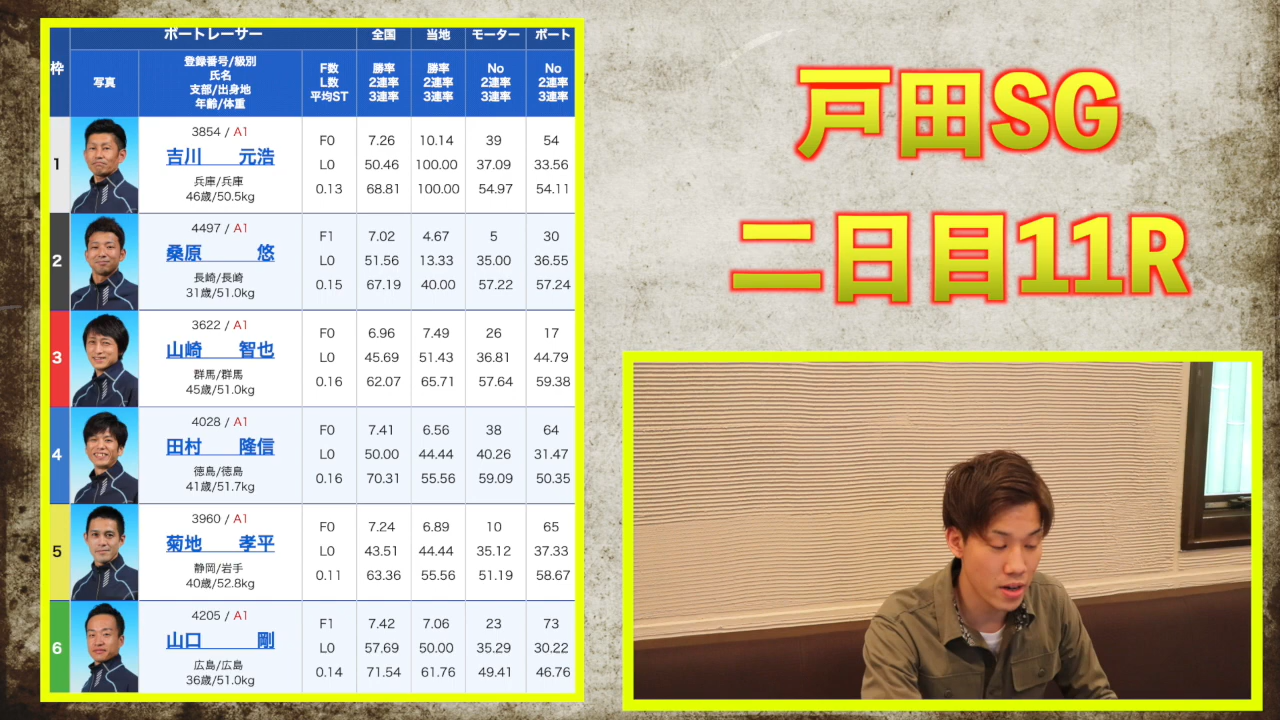 ボートレーサー 全国 当地 モーター ボート
枠 写真 登録番号/級別 氏名 支部/出身地 年齢/体重 F数 L数 平均ST 勝率 2連率 3連率 勝率 2連率 3連率 No 2連率 3連率 No 2連率 3連率
3854 / A1
1 吉川 元浩
兵庫/兵庫
46歳/50.5kg
F0 7.26 10.14 39 54
L0 50.46 100.00 37.09 33.56
0.13 68.81 100.00 54.97 54.11
4497 / A1
2 桑原 悠
長崎/長崎
31歳/51.0kg
F1 7.02 4.67 5 30
L0 51.56 13.33 35.00 36.55
0.15 67.19 40.00 57.22 57.24
3622 / A1
3 山崎 智也
群馬/群馬
45歳/51.0kg
F0 6.96 7.49 26 17
L0 45.69 51.43 36.81 44.79
0.16 62.07 65.71 57.64 59.38
4028 / A1
4 田村 隆信
徳島/徳島
41歳/51.7kg
F0 7.41 6.56 38 64
L0 50.00 44.44 40.26 31.47
0.16 70.31 55.56 59.09 50.35
3960 / A1
5 菊地 孝平
静岡/岩手
40歳/52.8kg
F0 7.24 6.89 10 65
L0 43.51 44.44 35.12 37.33
0.11 63.36 55.56 51.19 58.67
4205 / A1
6 山口 剛
広島/広島
36歳/51.0kg
F1 7.42 7.06 23 73
L0 57.69 50.00 35.29 30.22
0.14 71.54 61.76 49.41 46.76
戸田SG
二日目11R